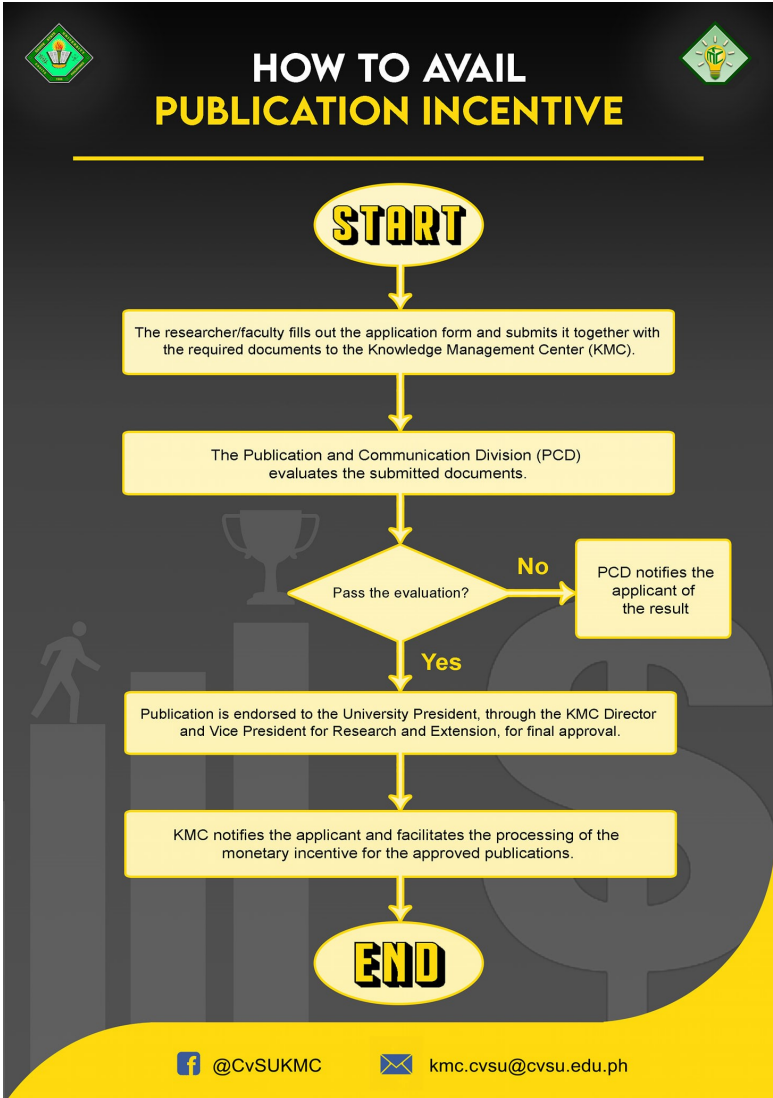 HOW TO AVAIL
PUBLICATION INCENTIVE
START
The researcher/faculty fills out the application form and submits it together with
the required documents to the Knowledge Management Center (KMC).
The Publication and Communication Division (PCD)
evaluates the submitted documents.
Pass the evaluation?
No
PCD notifies the
applicant of
the result
Yes
Publication is endorsed to the University President, through the KMC Director
and Vice President for Research and Extension, for final approval.
KMC notifies the applicant and facilitates the processing of the
monetary incentive for the approved publications.
END
@CvSUKMC
kmc.cvsu@cvsu.edu.ph